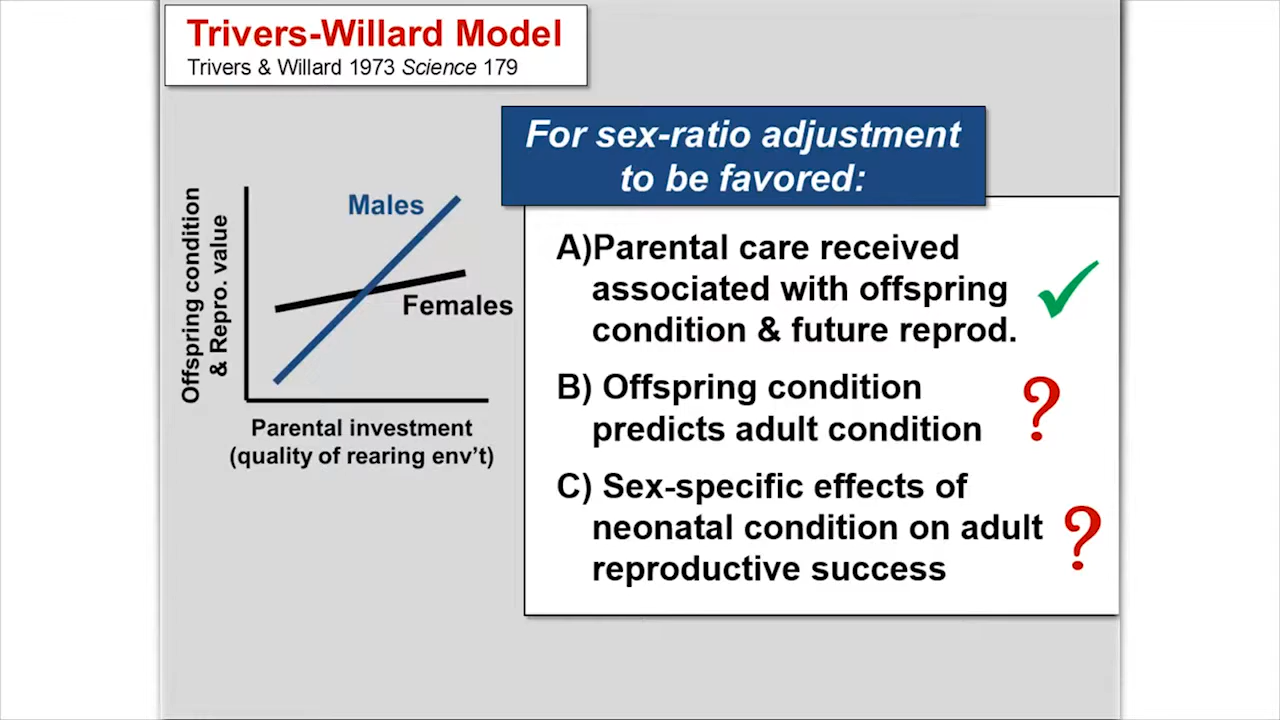 Trivers-Willard Model
Trivers & Willard 1973 Science 179
For sex-ratio adjustment
to be favored:
Offspring condition
& Repro. value
Males
Females
Parental investment
(quality of rearing env’t)
A)Parental care received
associated with offspring
condition & future reprod.
B) Offspring condition
predicts adult condition
?
C) Sex-specific effects of
neonatal condition on adult
reproductive success
?